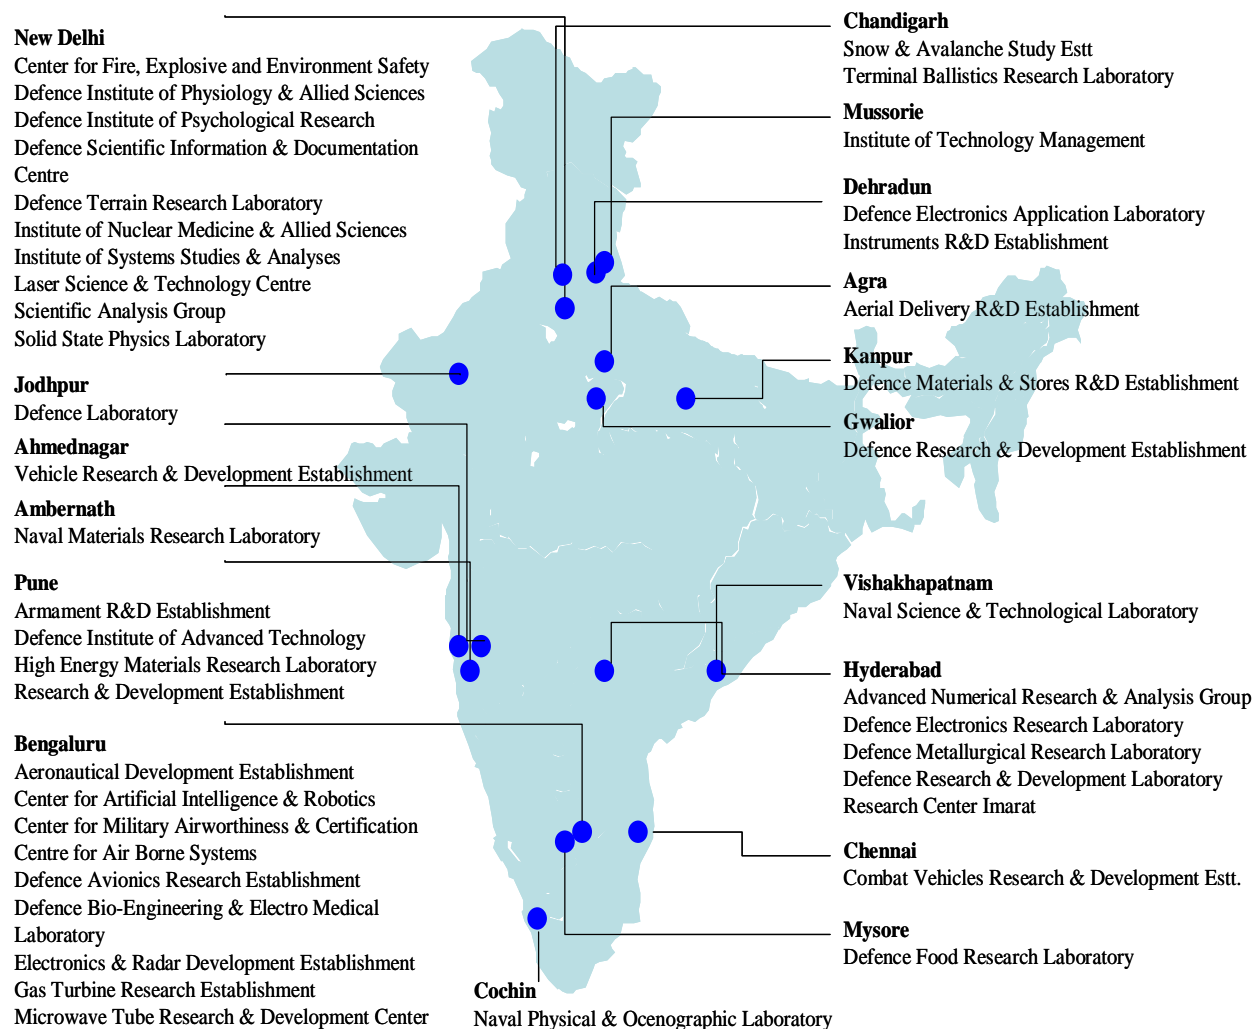 New Delhi
Center for Fire, Explosive and Environment Safety
Defence Institute of Physiology & Allied Sciences
Defence Institute of Psychological Research
Defence Scientific Information & Documentation
Centre
Defence Terrain Research Laboratory
Institute of Nuclear Medicine & Allied Sciences
Institute of Systems Studies & Analyses
Laser Science & Technology Centre
Scientific Analysis Group
Solid State Physics Laboratory
Jodhpur
Defence Laboratory
Ahmednagar
Vehicle Research & Development Establishment
Ambernath
Naval Materials Research Laboratory
Pune
Armament R&D Establishment
Defence Institute of Advanced Technology
High Energy Materials Research Laboratory
Research & Development Establishment
Bengaluru
Aeronautical Development Establishment
Center for Artificial Intelligence & Robotics
Center for Military Airworthiness & Certification
Centre for Air Borne Systems
Defence Avionics Research Establishment
Defence Bio-Engineering & Electro Medical
Laboratory
Electronics & Radar Development Establishment
Gas Turbine Research Establishment
Microwave Tube Research & Development Center
Cochin
Naval Physical & Ocenographic Laboratory
Chandigarh
Snow & Avalanche Study Estt
Terminal Ballistics Research Laboratory
Mussorie
Institute of Technology Management
Dehradun
Defence Electronics Application Laboratory
Instruments R&D Establishment
Agra
Aerial Delivery R&D Establishment
Kanpur
Defence Materials & Stores R&D Establishment
Gwalior
Defence Research & Development Establishment
Vishakhapatnam
Naval Science & Technological Laboratory
Hyderabad
Advanced Numerical Research & Analysis Group
Defence Electronics Research Laboratory
Defence Metallurgical Research Laboratory
Defence Research & Development Laboratory
Research Center Imarat
Chennai
Combat Vehicles Research & Development Estt.
Mysore
Defence Food Research Laboratory